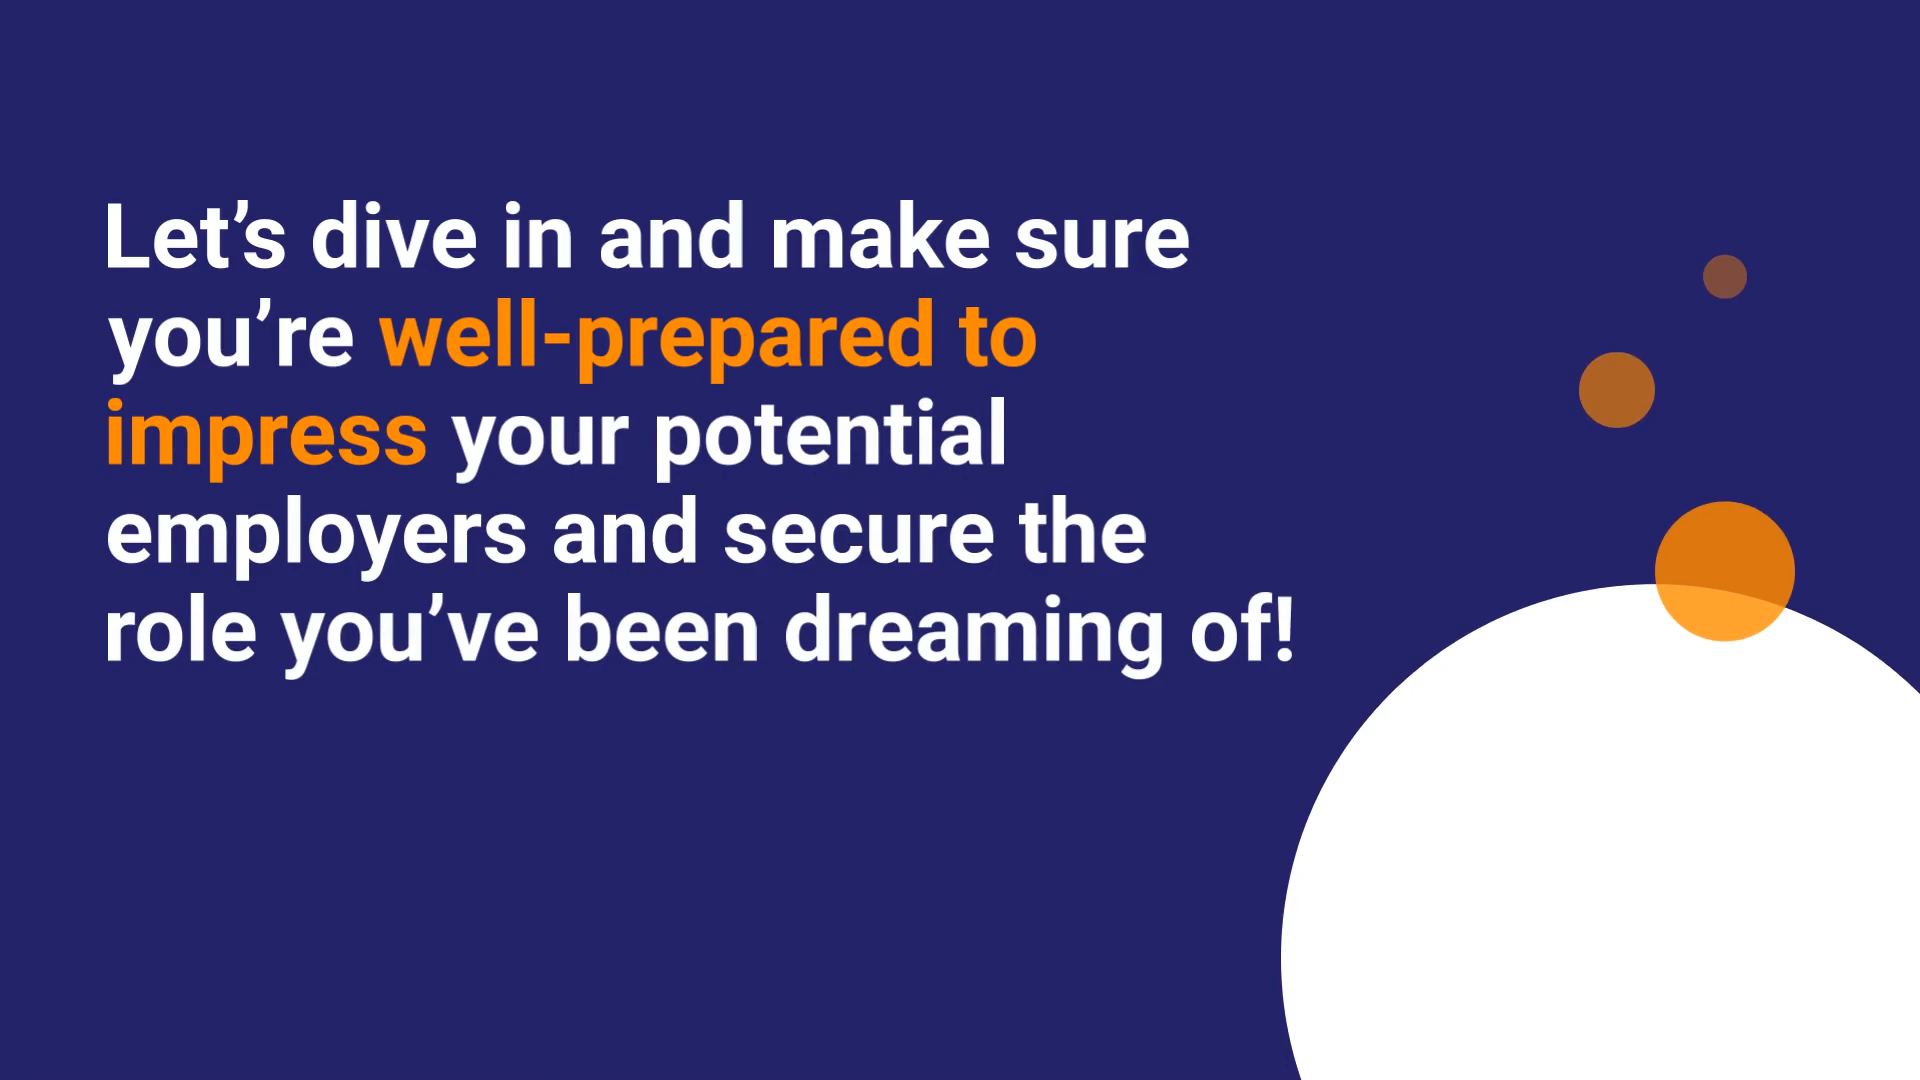 Let’s dive in and make sure
you’re well-prepared to
impress your potential
employers and secure the
role you’ve been dreaming of!